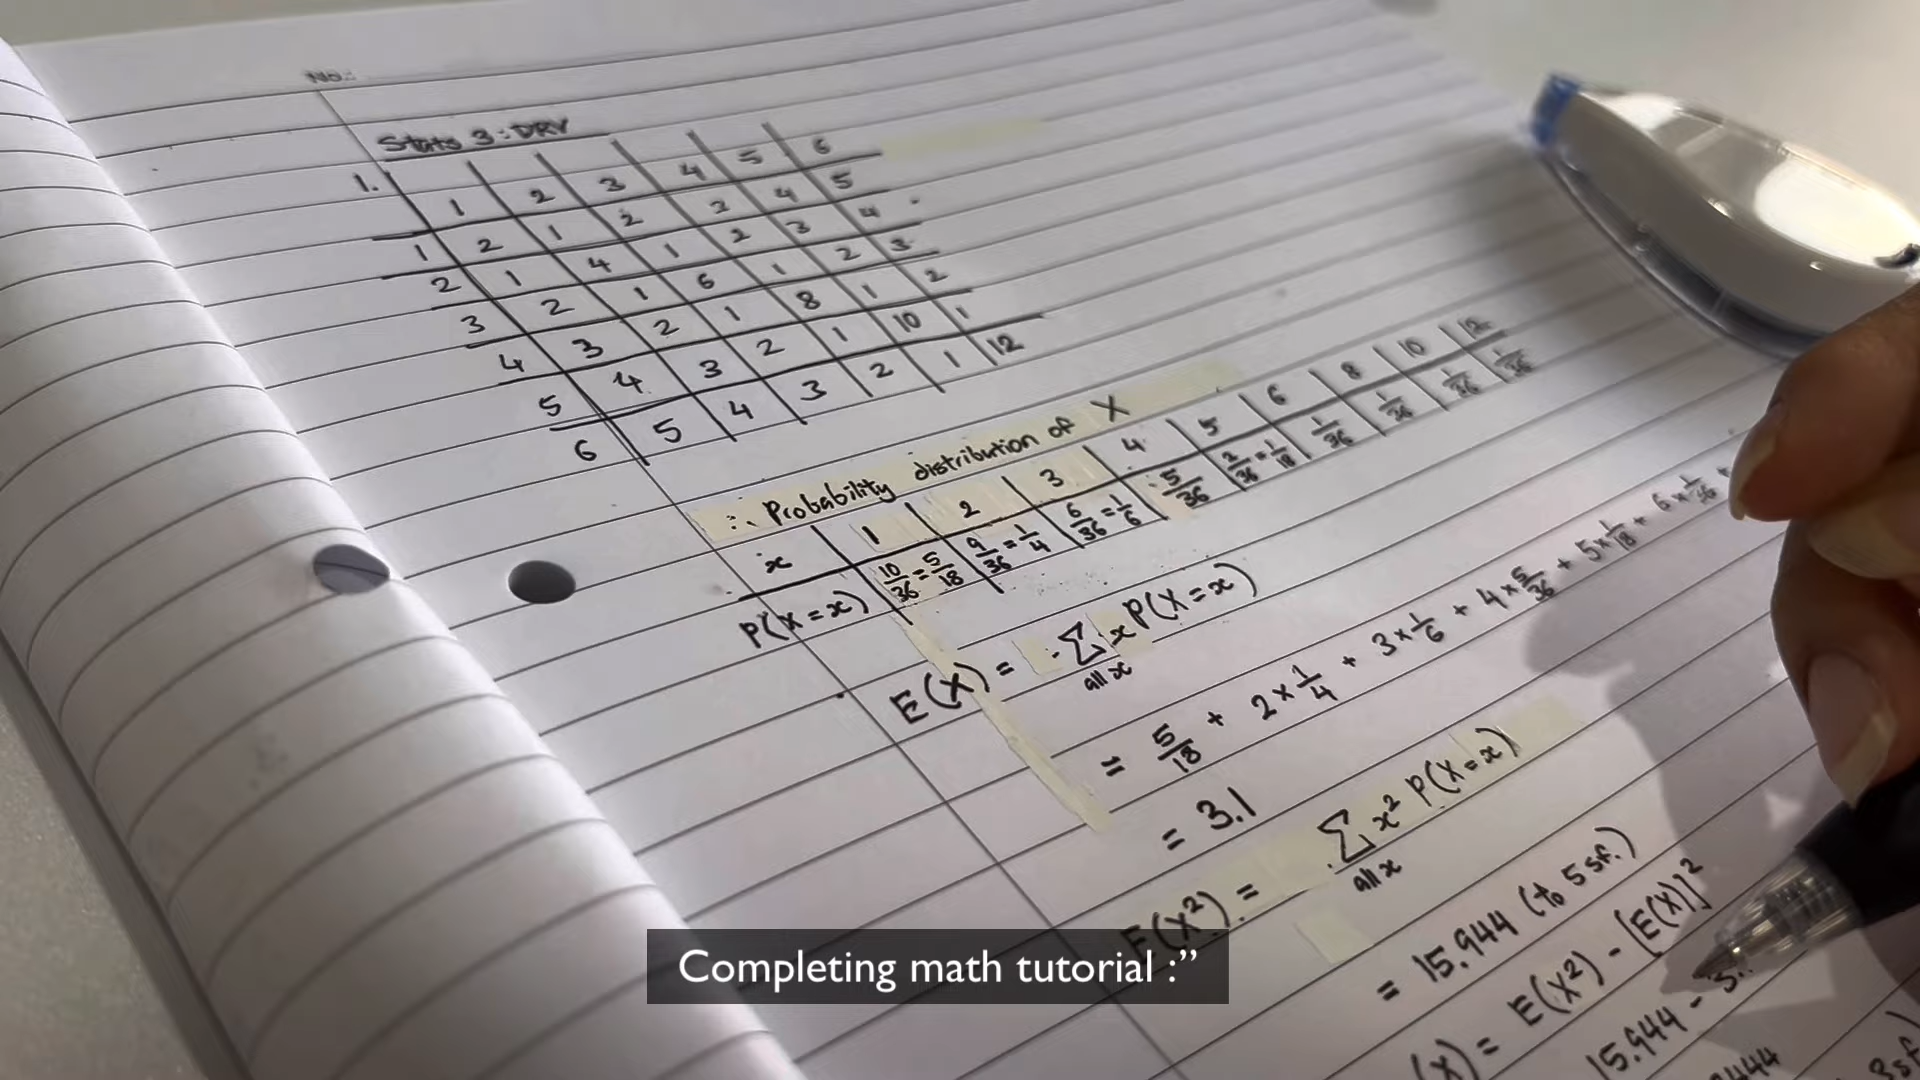 No.:
Stats 3: DRV
1.
1 2 3 4 5 6
1 2 1 2 3 4 5
2 1 4 1 2 3 4
3 2 1 6 1 2 3
4 3 2 1 8 1 2
5 4 3 2 1 10 1
6 5 4 3 2 1 12
∴ Probability distribution of X
x 1 2 3 4 5 6 8 10 12
P(X=x) 10/36=5/18 9/36=1/4 6/36=1/6 5/36 2/36=1/18 1/36 1/36 1/36 1/36
E(X) = Σ x P(X=x)
all x
= 5/18 + 2×1/4 + 3×1/6 + 4×5/36 + 5×1/18 + 6×1/36
= 3.1
E(X²) = Σ x² P(X=x)
all x
= 15.944 (to 5 sf.)
(X) = E(X²) - [E(X)]²
15.944 - 3.
Completing math tutorial :”